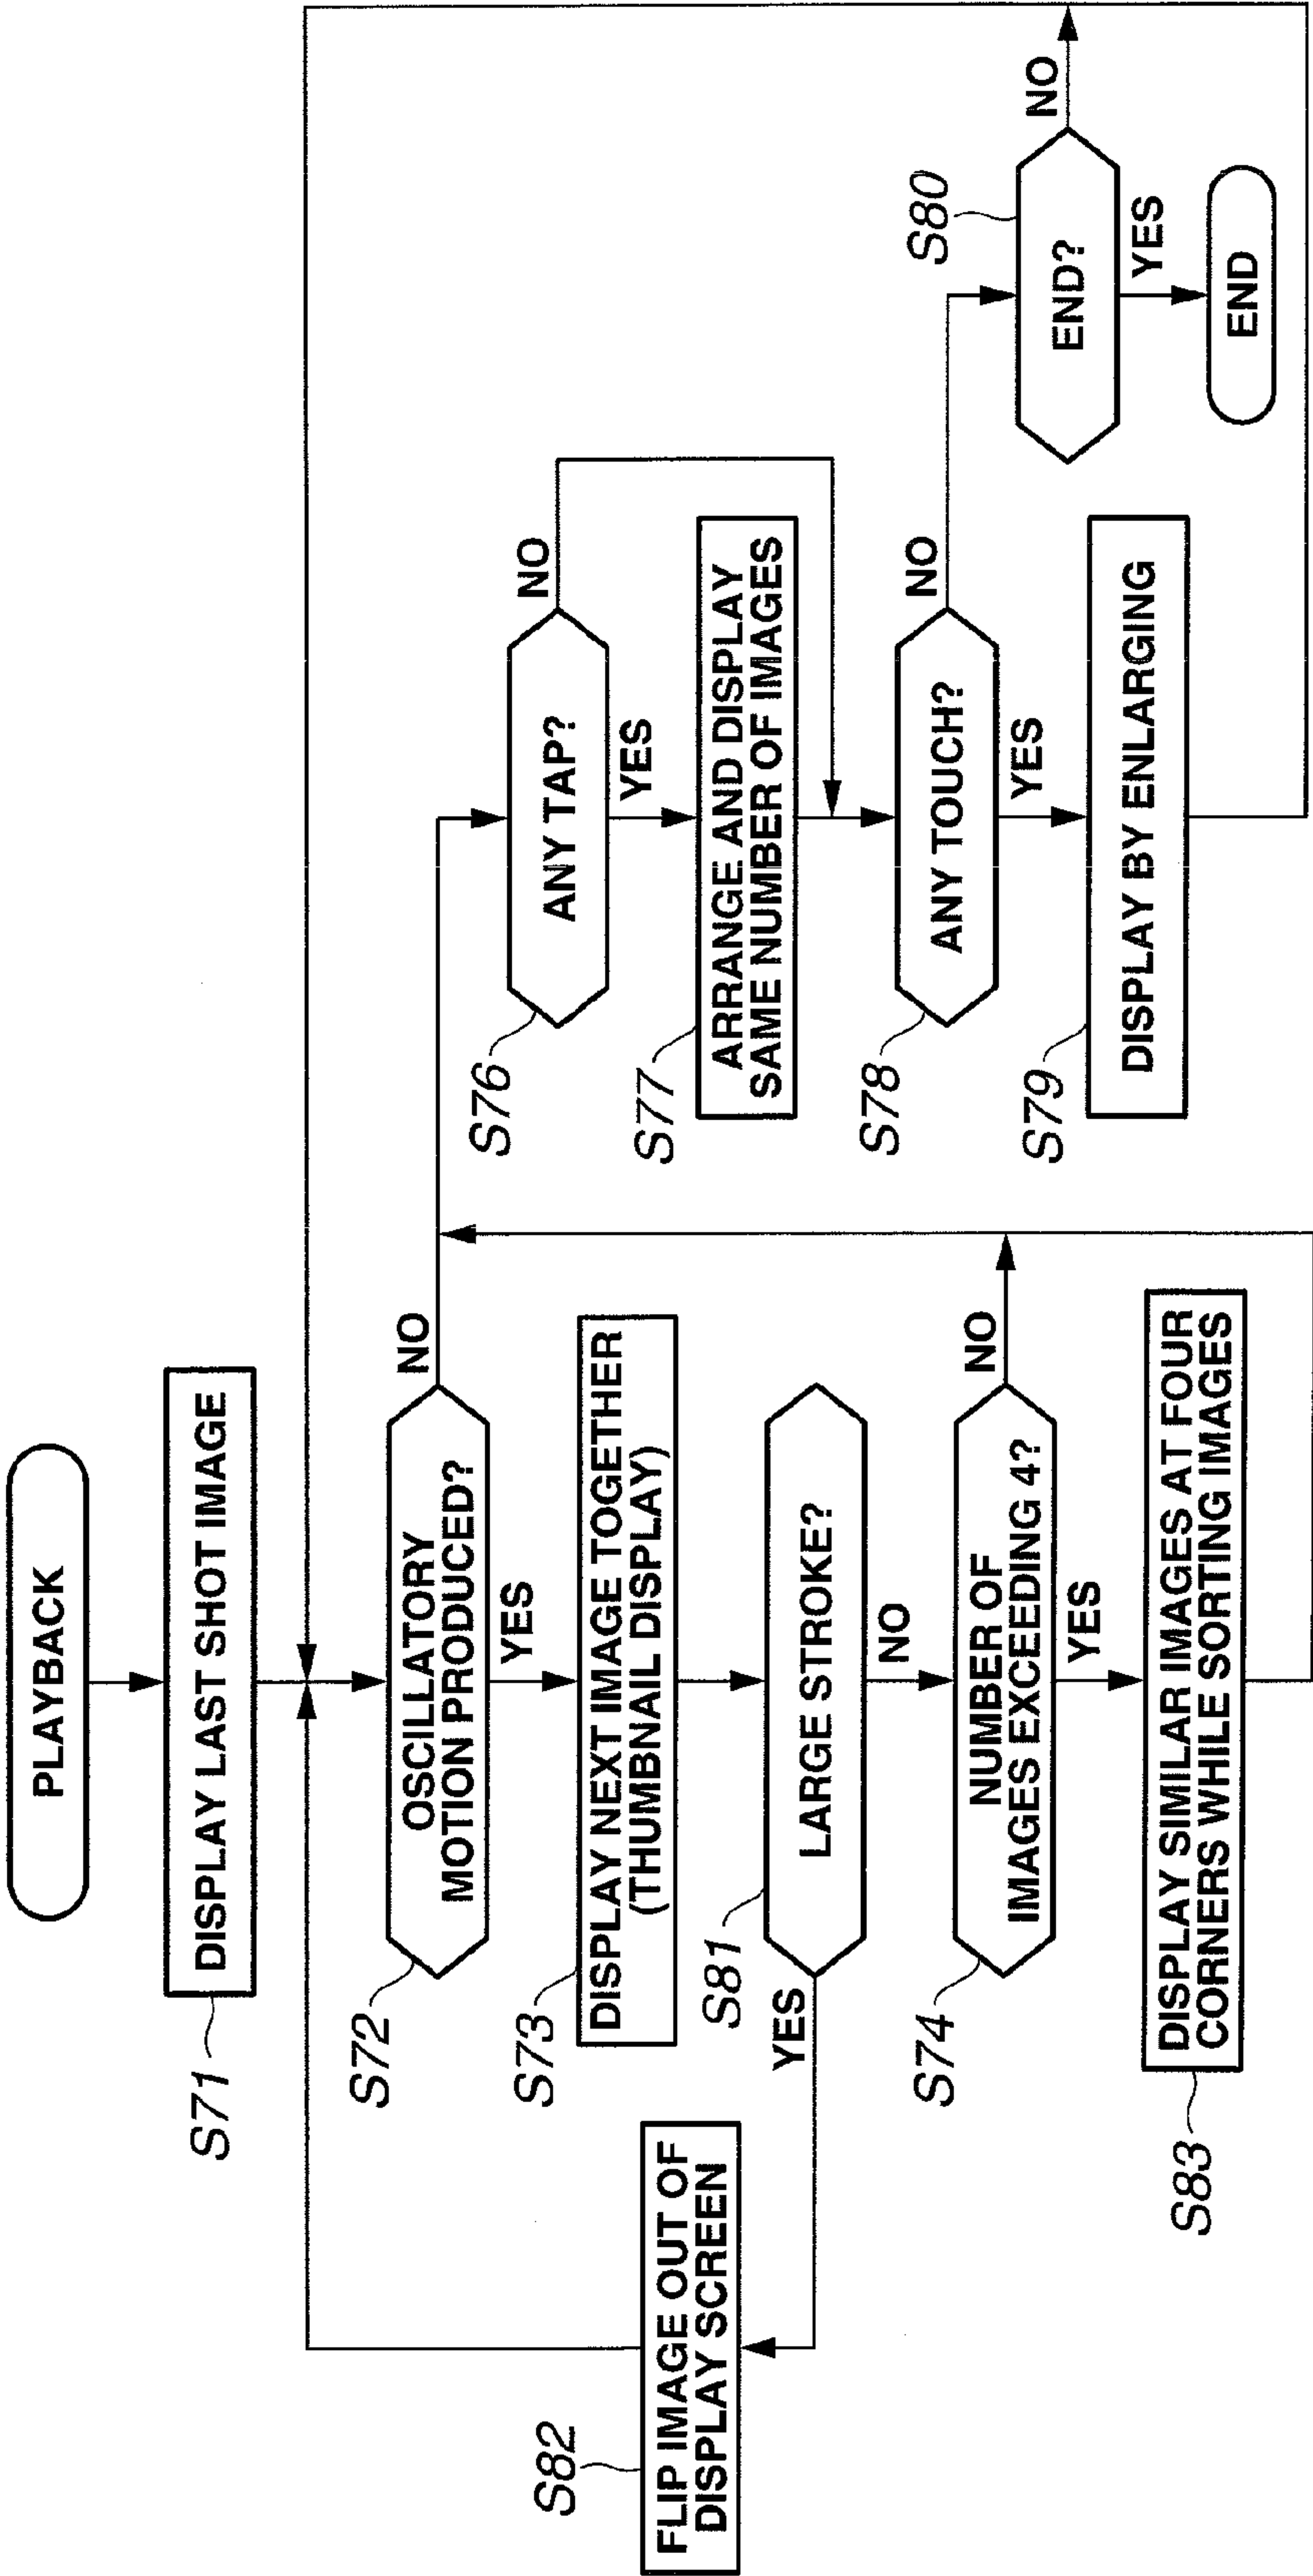 PLAYBACK
DISPLAY LAST SHOT IMAGE
S71
OSCILLATORY
MOTION PRODUCED?
S72
NO
YES
DISPLAY NEXT IMAGE TOGETHER
(THUMBNAIL DISPLAY)
S73
LARGE STROKE?
S81
YES
NO
FLIP IMAGE OUT OF
DISPLAY SCREEN
S82
NUMBER OF
IMAGES EXCEEDING 4?
S74
NO
YES
DISPLAY SIMILAR IMAGES AT FOUR
CORNERS WHILE SORTING IMAGES
S83
ANY TAP?
S76
NO
YES
ARRANGE AND DISPLAY
SAME NUMBER OF IMAGES
S77
ANY TOUCH?
S78
NO
YES
DISPLAY BY ENLARGING
S79
END?
S80
NO
YES
END